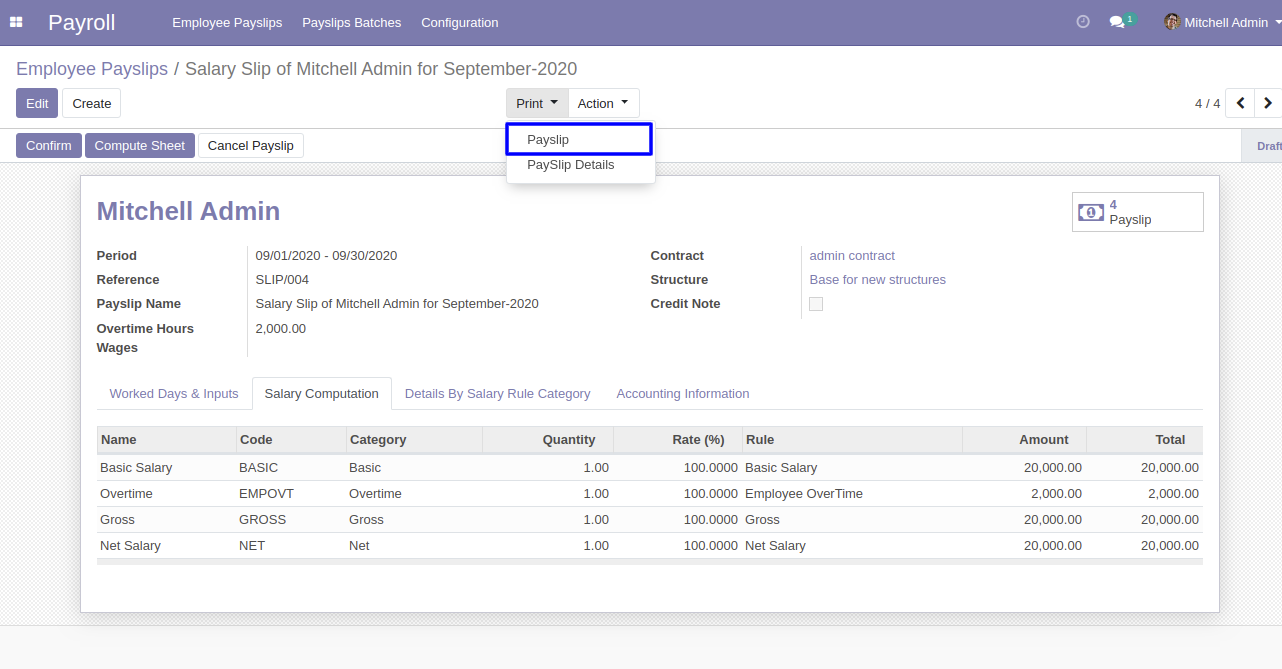 Payroll Employee Payslips Payslips Batches Configuration 1 Mitchell Admin
Employee Payslips / Salary Slip of Mitchell Admin for September-2020
Edit Create Print Action 4 / 4
Payslip
PaySlip Details
Confirm Compute Sheet Cancel Payslip Draft
Mitchell Admin
4
Payslip
Period 09/01/2020 - 09/30/2020 Contract admin contract
Reference SLIP/004 Structure Base for new structures
Payslip Name Salary Slip of Mitchell Admin for September-2020 Credit Note
Overtime Hours Wages 2,000.00
Worked Days & Inputs Salary Computation Details By Salary Rule Category Accounting Information
Name Code Category Quantity Rate (%) Rule Amount Total
Basic Salary BASIC Basic 1.00 100.0000 Basic Salary 20,000.00 20,000.00
Overtime EMPOVT Overtime 1.00 100.0000 Employee OverTime 2,000.00 2,000.00
Gross GROSS Gross 1.00 100.0000 Gross 20,000.00 20,000.00
Net Salary NET Net 1.00 100.0000 Net Salary 20,000.00 20,000.00